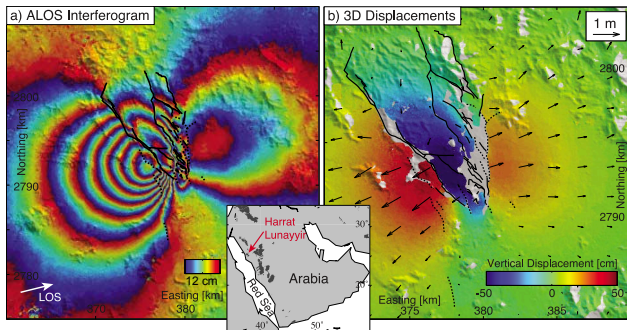 a) ALOS Interferogram
Northing [km]
2800
2790
2780
LOS
12 cm
Easting [km]
370
380
Harrat
Lunayyir
Arabia
Red Sea
30˚
10˚
40˚
50˚
b) 3D Displacements
1 m
2800
Northing [km]
2790
Vertical Displacement [cm]
-50
0
50
Easting [km]
375
380
385